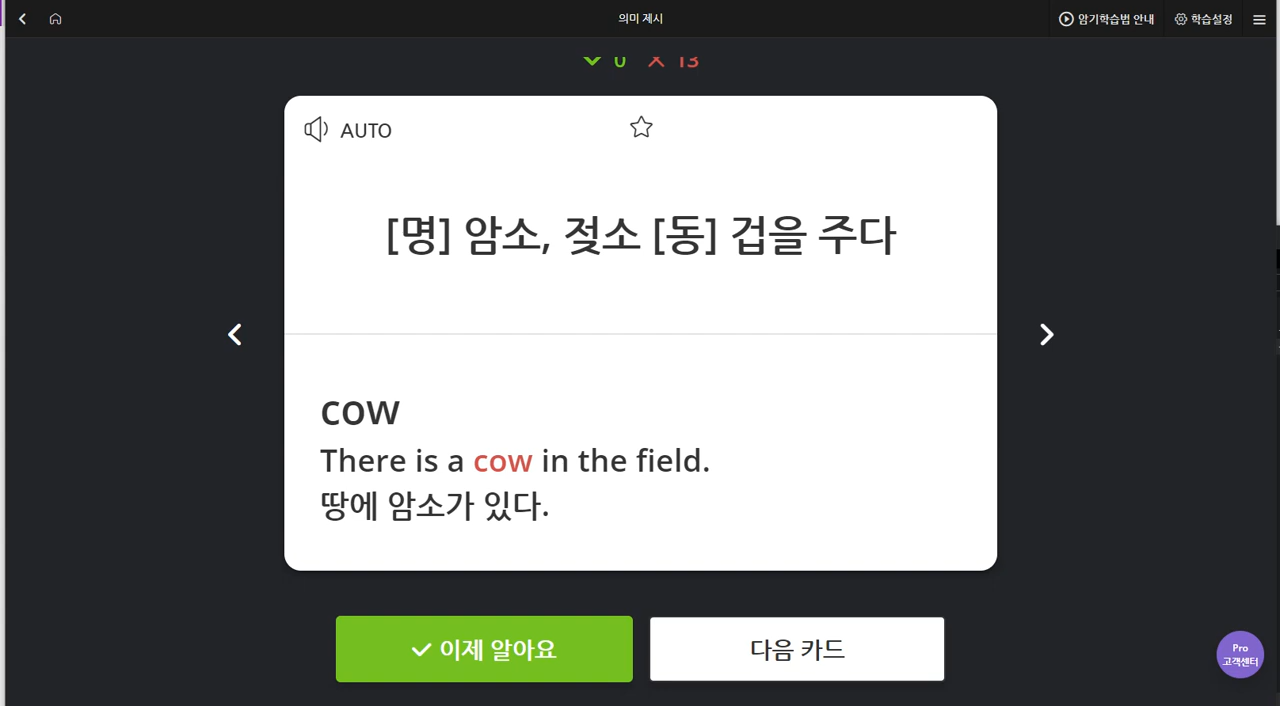 의미 제시
암기학습법 안내
학습설정
AUTO
[명] 암소, 젖소 [동] 겁을 주다
cow
There is a cow in the field.
땅에 암소가 있다.
이제 알아요
다음 카드
Pro
고객센터